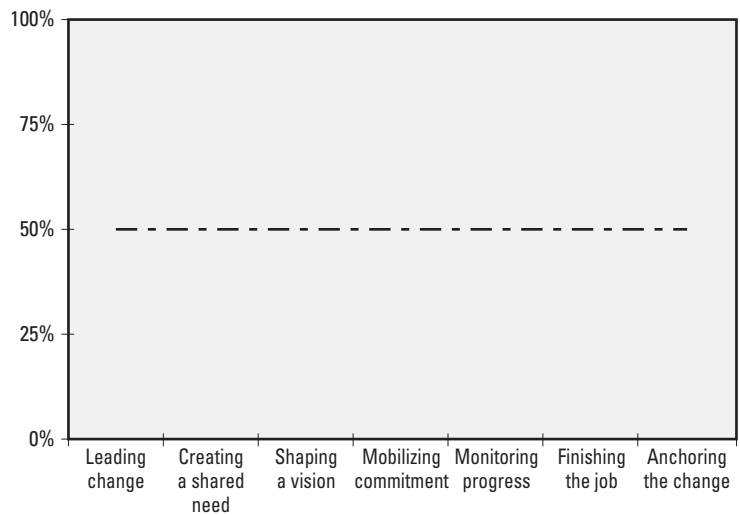 100%
75%
50%
25%
0%
Leading
change
Creating
a shared
need
Shaping
a vision
Mobilizing
commitment
Monitoring
progress
Finishing
the job
Anchoring
the change